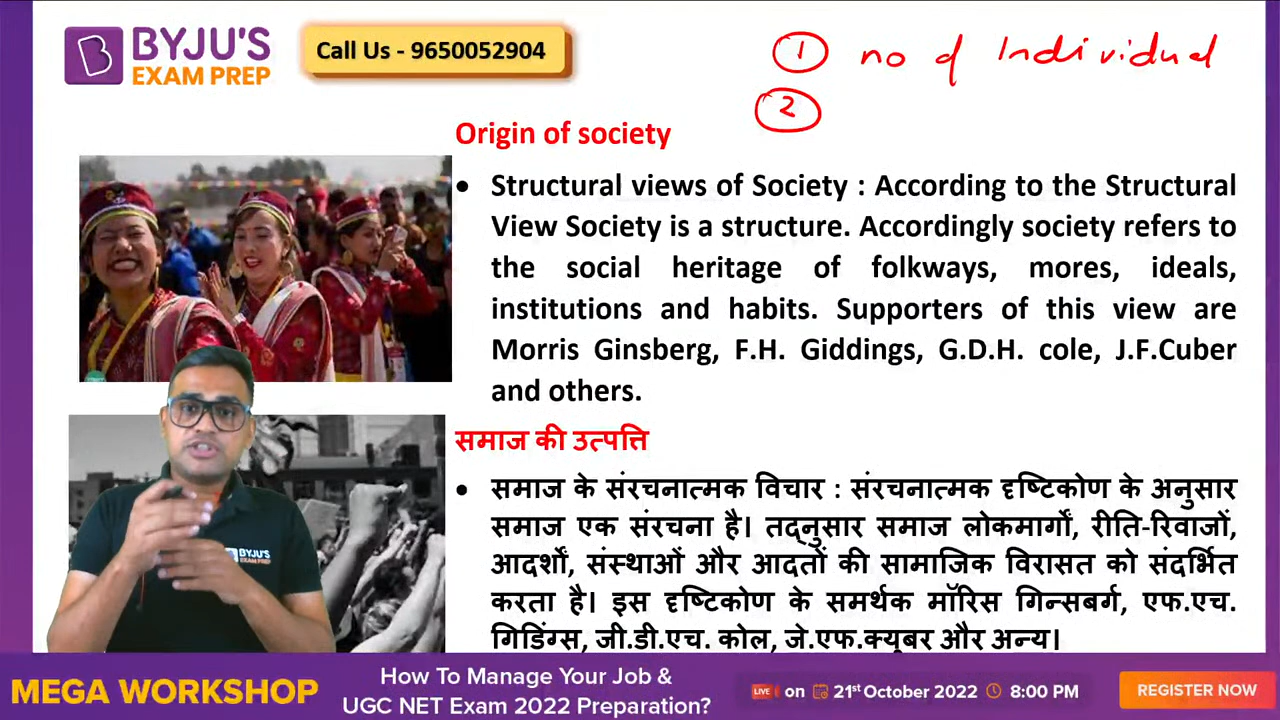 BYJU'S
EXAM PREP
Call Us - 9650052904
1 no of Individual
2
Origin of society
• Structural views of Society : According to the Structural
View Society is a structure. Accordingly society refers to
the social heritage of folkways, mores, ideals,
institutions and habits. Supporters of this view are
Morris Ginsberg, F.H. Giddings, G.D.H. cole, J.F.Cuber
and others.
समाज की उत्पत्ति
• समाज के संरचनात्मक विचार : संरचनात्मक दृष्टिकोण के अनुसार
समाज एक संरचना है। तद्नुसार समाज लोकमार्गों, रीति-रिवाजों,
आदर्शों, संस्थाओं और आदतों की सामाजिक विरासत को संदर्भित
करता है। इस दृष्टिकोण के समर्थक मॉरिस गिन्सबर्ग, एफ.एच.
गिडिंग्स, जी.डी.एच. कोल, जे.एफ.क्यूबर और अन्य।
BYJU'S
EXAM PREP
MEGA WORKSHOP
How To Manage Your Job &
UGC NET Exam 2022 Preparation?
LIVE on 21st October 2022 8:00 PM
REGISTER NOW